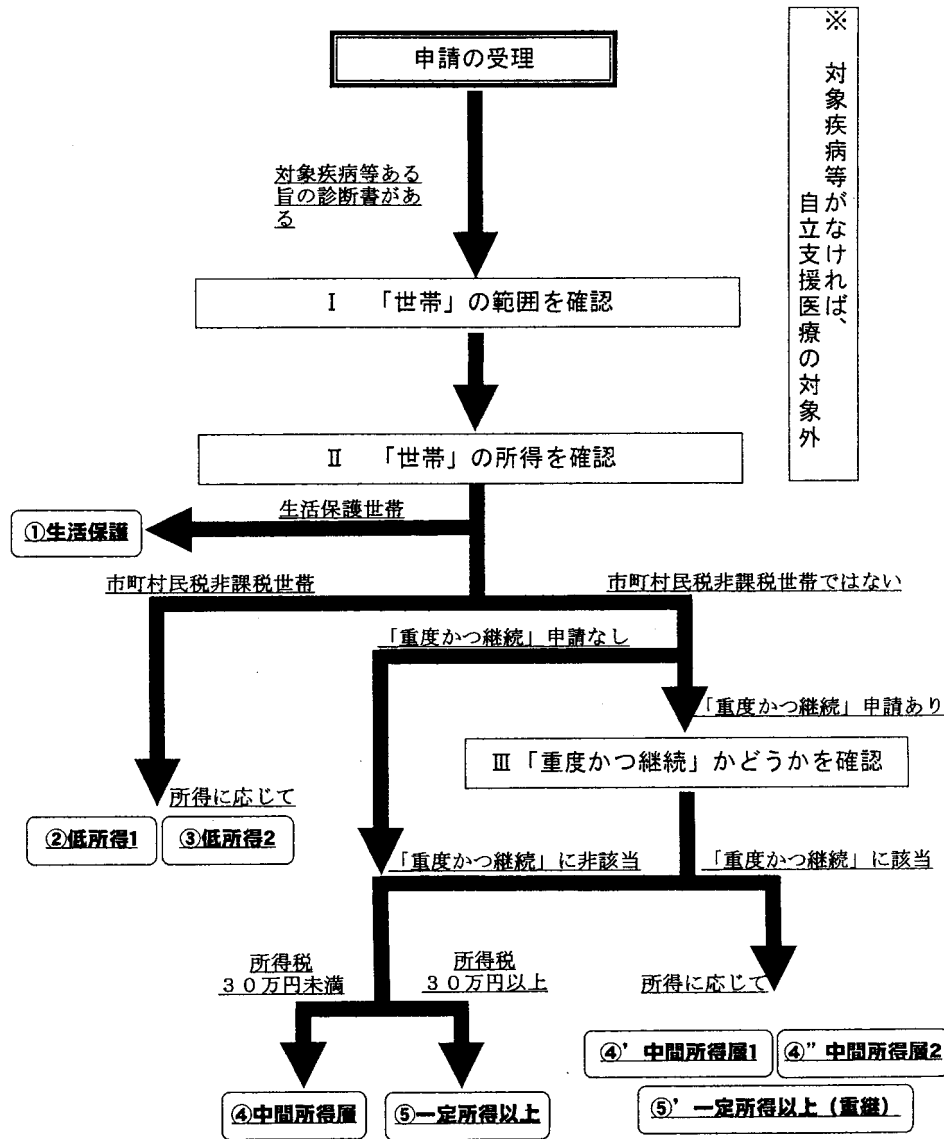 申請の受理
※　対象疾病等がなければ、
自立支援医療の対象外
対象疾病等ある
旨の診断書があ
る
Ⅰ　「世帯」の範囲を確認
Ⅱ　「世帯」の所得を確認
生活保護世帯
①生活保護
市町村民税非課税世帯
市町村民税非課税世帯ではない
「重度かつ継続」申請なし
「重度かつ継続」申請あり
Ⅲ「重度かつ継続」かどうかを確認
所得に応じて
②低所得1
③低所得2
「重度かつ継続」に非該当
「重度かつ継続」に該当
所得税
３０万円未満
所得税
３０万円以上
所得に応じて
④中間所得層
⑤一定所得以上
④’中間所得層1
④”中間所得層2
⑤’一定所得以上（重継）